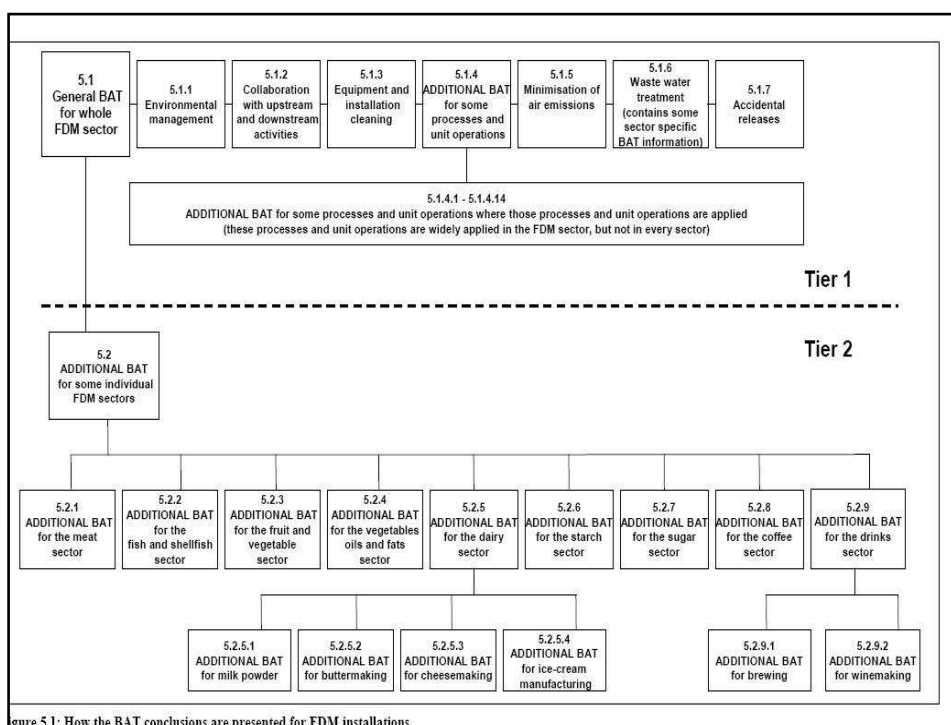 5.1
General BAT
for whole
FDM sector
5.1.1
Environmental
management
5.1.2
Collaboration
with upstream
and downstream
activities
5.1.3
Equipment and
installation
cleaning
5.1.4
ADDITIONAL BAT
for some
processes and
unit operations
5.1.5
Minimisation of
air emissions
5.1.6
Waste water
treatment
(contains some
sector specific
BAT information)
5.1.7
Accidental
releases
5.1.4.1 - 5.1.4.14
ADDITIONAL BAT for some processes and unit operations where those processes and unit operations are applied
(these processes and unit operations are widely applied in the FDM sector, but not in every sector)
Tier 1
Tier 2
5.2
ADDITIONAL BAT
for some individual
FDM sectors
5.2.1
ADDITIONAL BAT
for the meat
sector
5.2.2
ADDITIONAL BAT
for the
fish and shellfish
sector
5.2.3
ADDITIONAL BAT
for the fruit and
vegetable
sector
5.2.4
ADDITIONAL BAT
for the vegetables
oils and fats
sector
5.2.5
ADDITIONAL BAT
for the dairy
sector
5.2.6
ADDITIONAL BAT
for the starch
sector
5.2.7
ADDITIONAL BAT
for the sugar
sector
5.2.8
ADDITIONAL BAT
for the coffee
sector
5.2.9
ADDITIONAL BAT
for the drinks
sector
5.2.5.1
ADDITIONAL BAT
for milk powder
5.2.5.2
ADDITIONAL BAT
for buttermaking
5.2.5.3
ADDITIONAL BAT
for cheesemaking
5.2.5.4
ADDITIONAL BAT
for ice-cream
manufacturing
5.2.9.1
ADDITIONAL BAT
for brewing
5.2.9.2
ADDITIONAL BAT
for winemaking
igure 5.1: How the BAT conclusions are presented for FDM installations